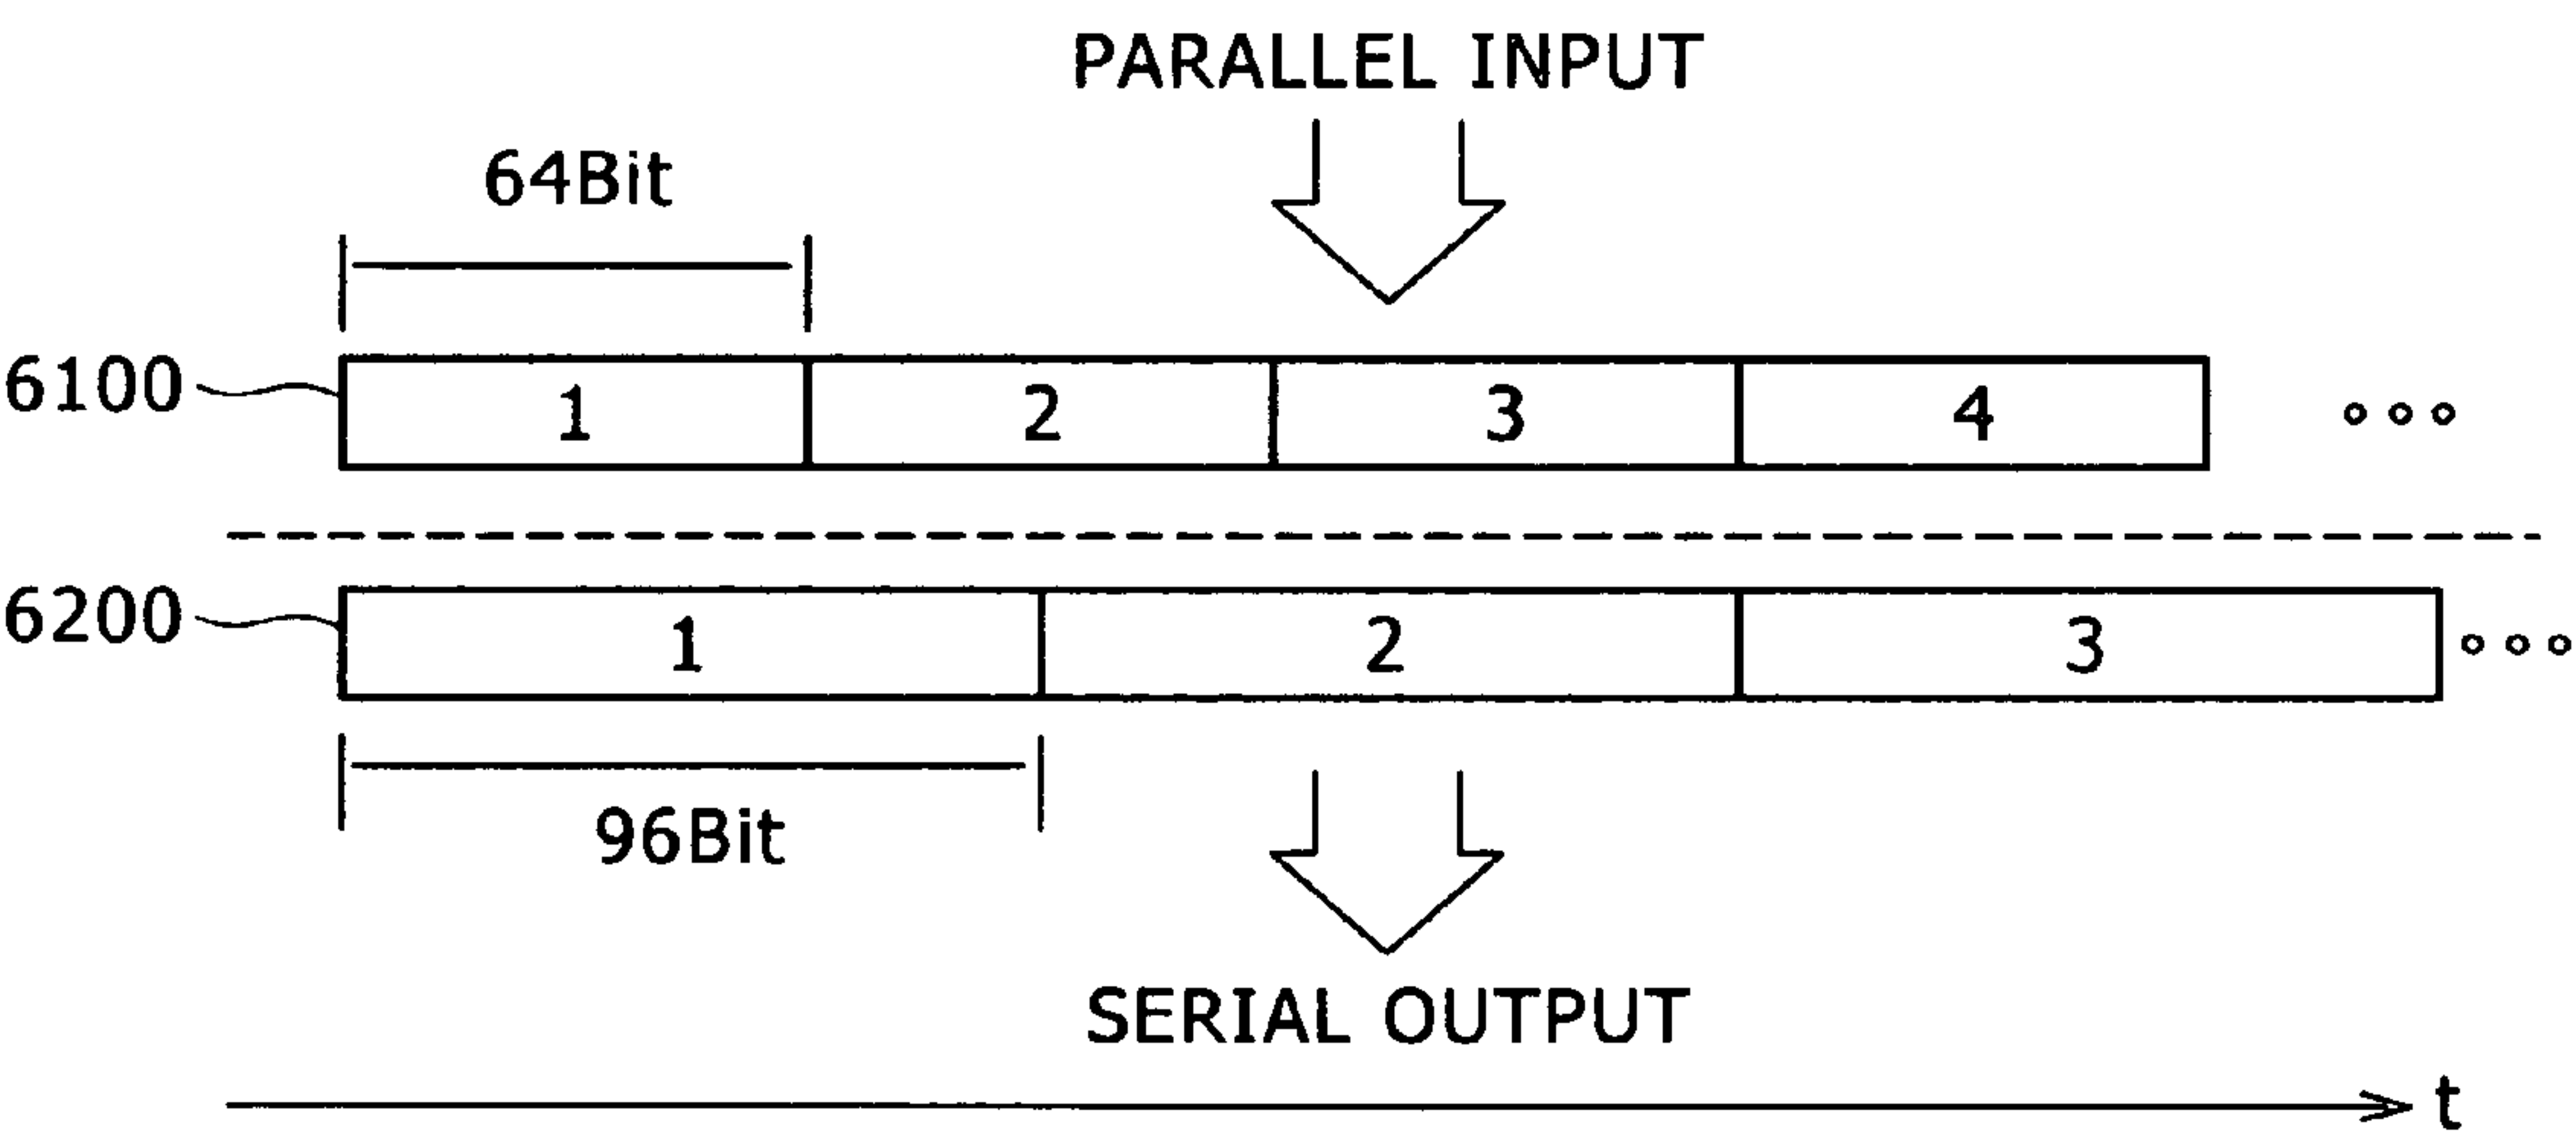 PARALLEL INPUT
64Bit
6100 1 2 3 4
6200 1 2 3
96Bit
SERIAL OUTPUT
t